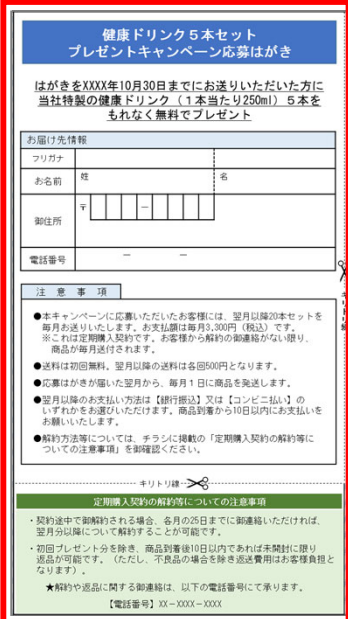 健康ドリンク５本セット
プレゼントキャンペーン応募はがき
はがきをXXXX年10月30日までにお送りいただいた方に
当社特製の健康ドリンク（１本当たり250ml）５本を
もれなく無料でプレゼント
お届け先情報
フリガナ
お名前 姓 名
御住所 〒 －
電話番号 － －
注 意 事 項
●本キャンペーンに応募いただいたお客様には、翌月以降20本セットを
毎月お送りいたします。お支払額は毎月3,300円（税込）です。
※これは定期購入契約です。お客様から解約の御連絡がない限り、
商品が毎月送付されます。
●送料は初回無料。翌月以降の送料は各回500円となります。
●応募はがきが届いた翌月から、毎月１日に商品を発送します。
●翌月以降のお支払い方法は【銀行振込】又は【コンビニ払い】の
いずれかをお選びいただけます。商品到着から10日以内にお支払いを
お願いいたします。
●解約方法等については、チラシに掲載の「定期購入契約の解約等に
ついての注意事項」を御確認ください。
キリトリ線
キリトリ線
定期購入契約の解約等についての注意事項
・契約途中で御解約される場合、各月の25日までに御連絡いただければ、
翌月分以降について解約することが可能です。
・初回プレゼント分を除き、商品到着後10日以内であれば未開封に限り
返品が可能です。（ただし、不良品の場合を除き返送費用はお客様負担と
なります）。
★解約や返品に関する御連絡は、以下の電話番号にて承ります。
【電話番号】XX－XXXX－XXXX